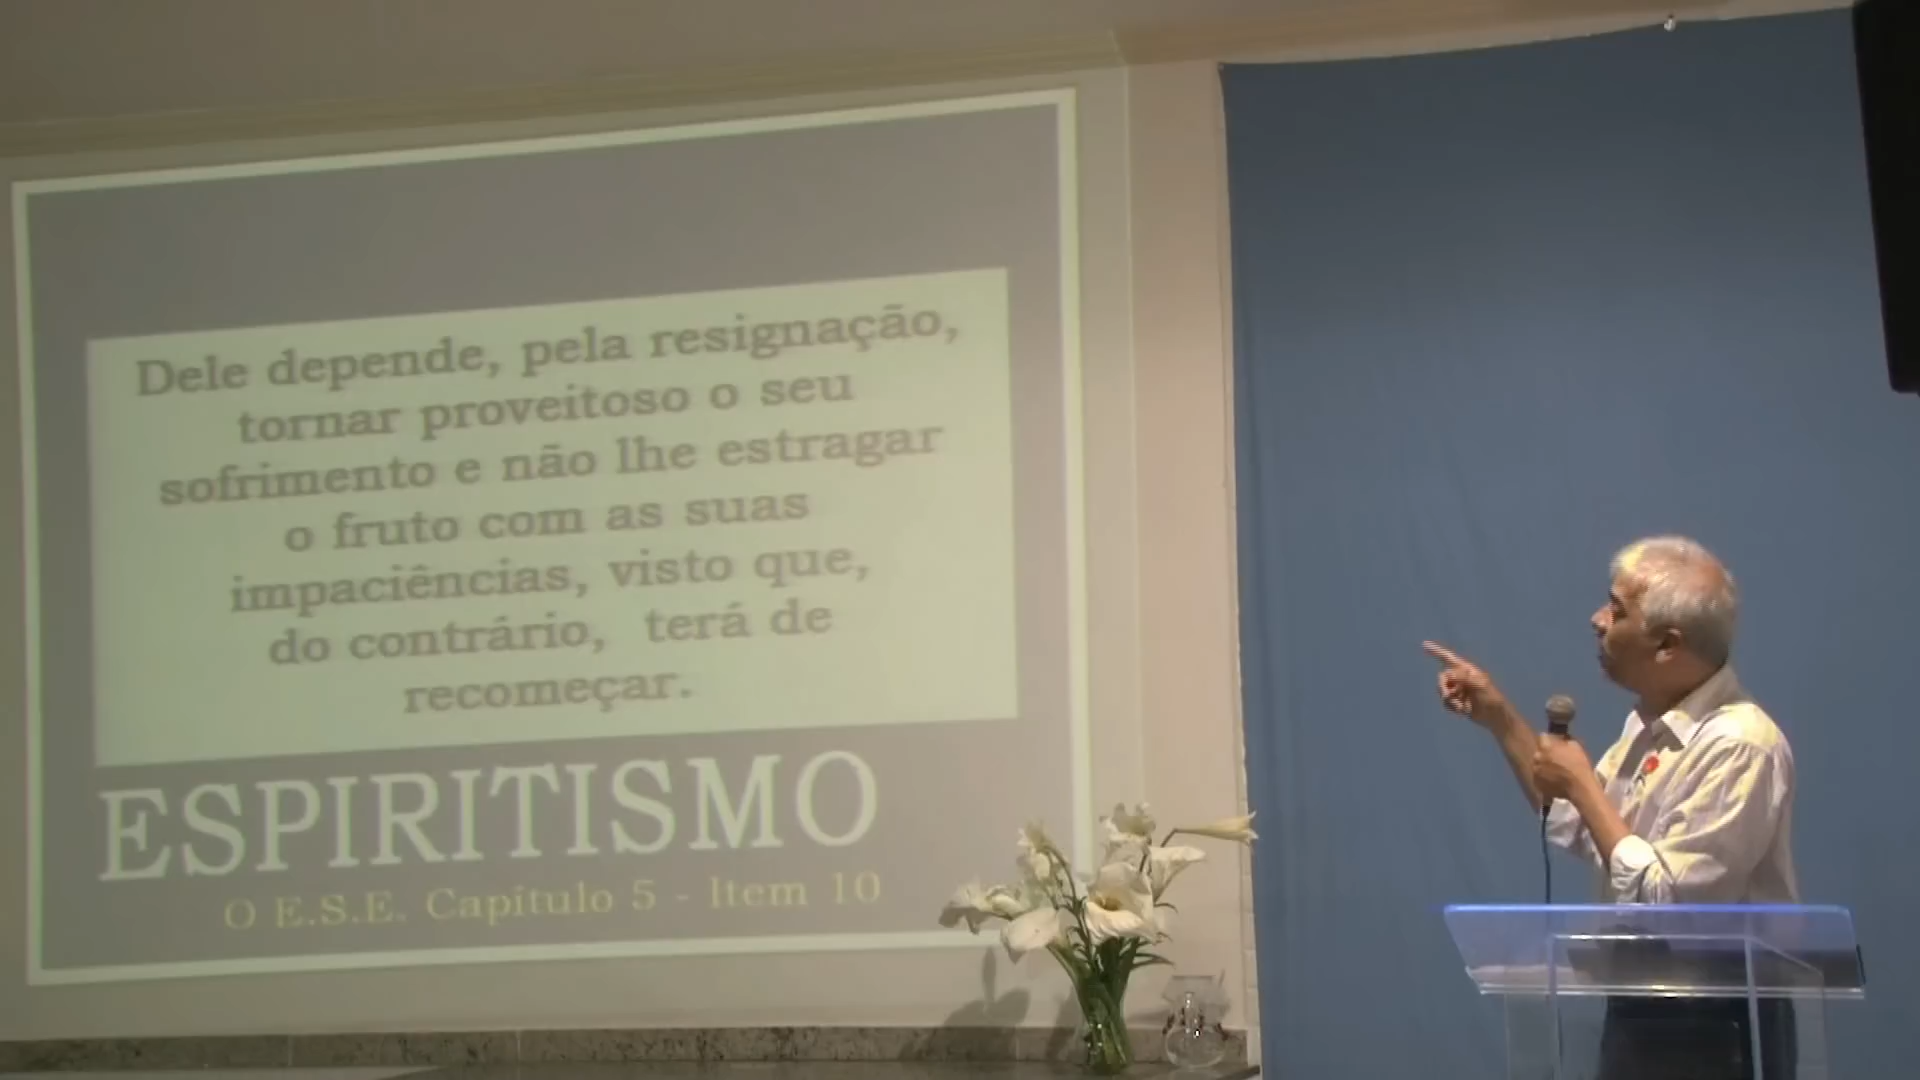 Dele depende, pela resignação,
tornar proveitoso o seu
sofrimento e não lhe estragar
o fruto com as suas
impaciências, visto que,
do contrário, terá de
recomeçar.
ESPIRITISMO
O E.S.E. Capítulo 5 - Item 10